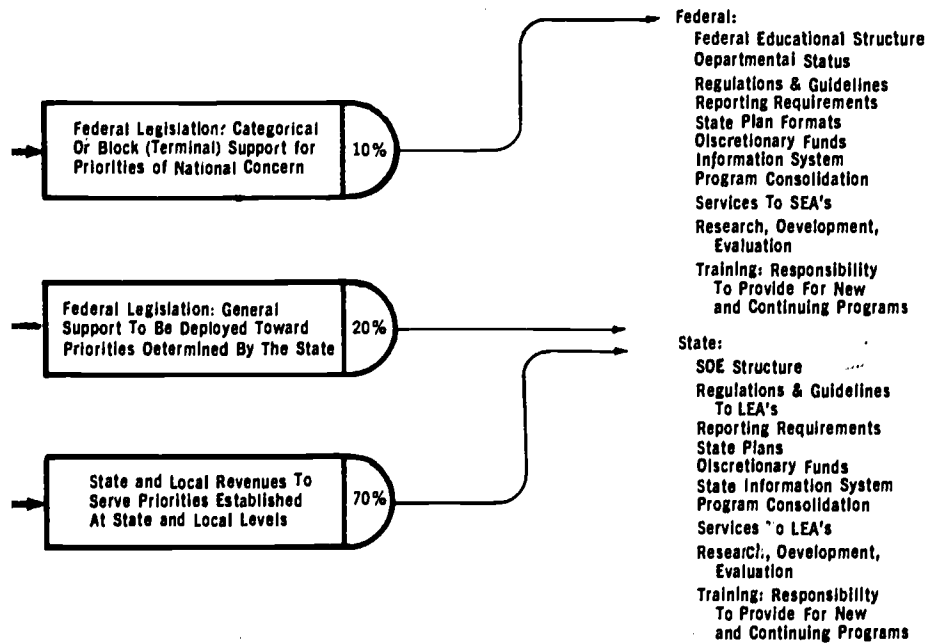 Federal Legislation: Categorical
Or Block (Terminal) Support for
Priorities of National Concern
10%
Federal Legislation: General
Support To Be Deployed Toward
Priorities Determined By The State
20%
State and Local Revenues To
Serve Priorities Established
At State and Local Levels
70%
Federal:
Federal Educational Structure
Oepartmental Status
Regulations & Guidelines
Reporting Requirements
State Plan Formats
Oiscretionary Funds
Information System
Program Consolidation
Services To SEA's
Research, Oevelopment,
Evaluation
Training: Responsibility
To Provide For New
and Continuing Programs
State:
SOE Structure
Regulations & Guidelines
To LEA's
Reporting Requirements
State Plans
Oiscretionary Funds
State Information System
Program Consolidation
Services To LEA's
Research, Oevelopment,
Evaluation
Training: Responsibility
To Provide For New
and Continuing Programs